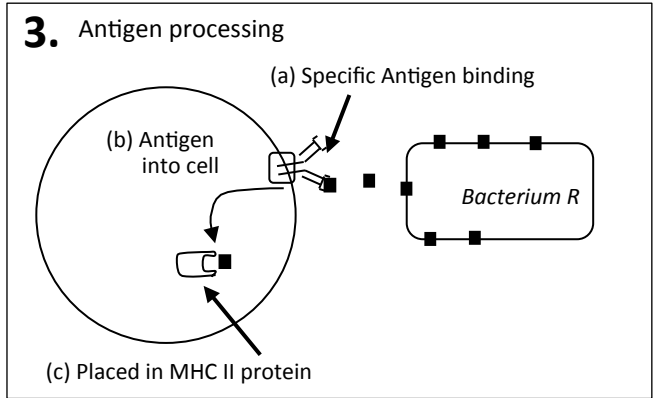 3. Antigen processing
(a) Specific Antigen binding
(b) Antigen
into cell
Bacterium R
(c) Placed in MHC II protein